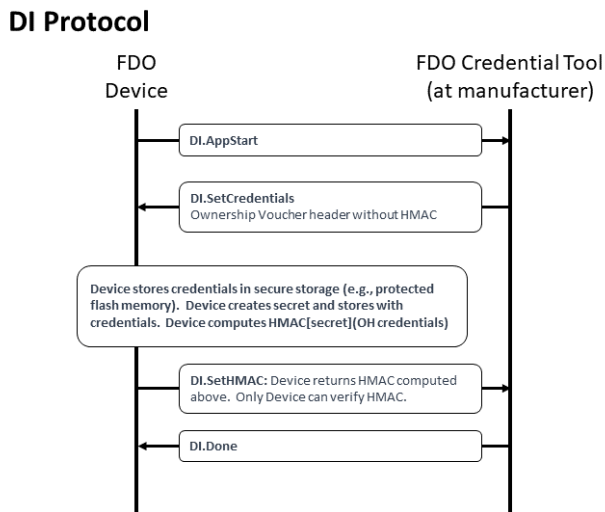 DI Protocol
FDO
Device
FDO Credential Tool
(at manufacturer)
DI.AppStart
DI.SetCredentials
Ownership Voucher header without HMAC
Device stores credentials in secure storage (e.g., protected
flash memory). Device creates secret and stores with
credentials. Device computes HMAC[secret](OH credentials)
DI.SetHMAC: Device returns HMAC computed
above. Only Device can verify HMAC.
DI.Done